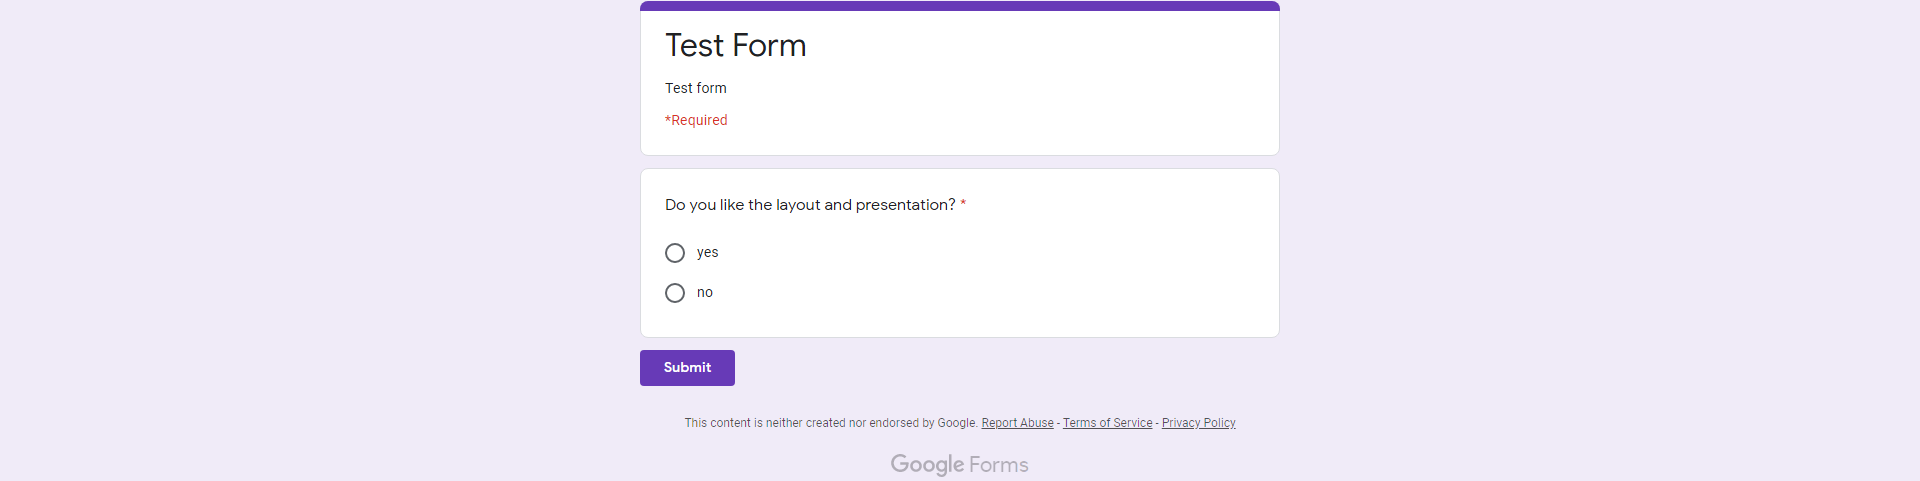 Test Form
Test form
*Required
Do you like the layout and presentation? *
yes
no
Submit
This content is neither created nor endorsed by Google. Report Abuse - Terms of Service - Privacy Policy
Google Forms